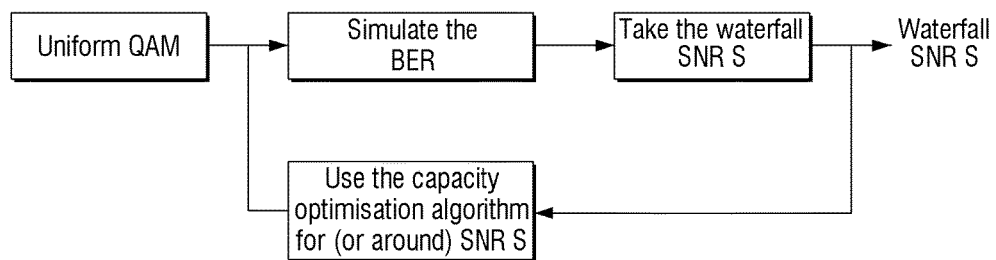 Uniform QAM
Simulate the
BER
Take the waterfall
SNR S
Waterfall
SNR S
Use the capacity
optimisation algorithm
for (or around) SNR S